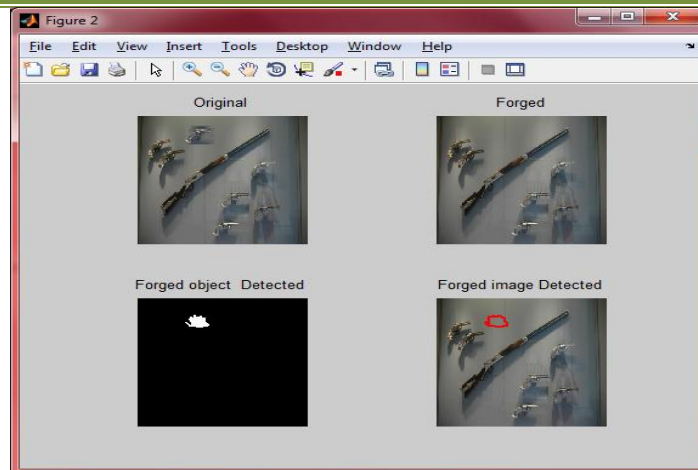 Figure 2
File Edit View Insert Tools Desktop Window Help
Original
Forged
Forged object Detected
Forged image Detected